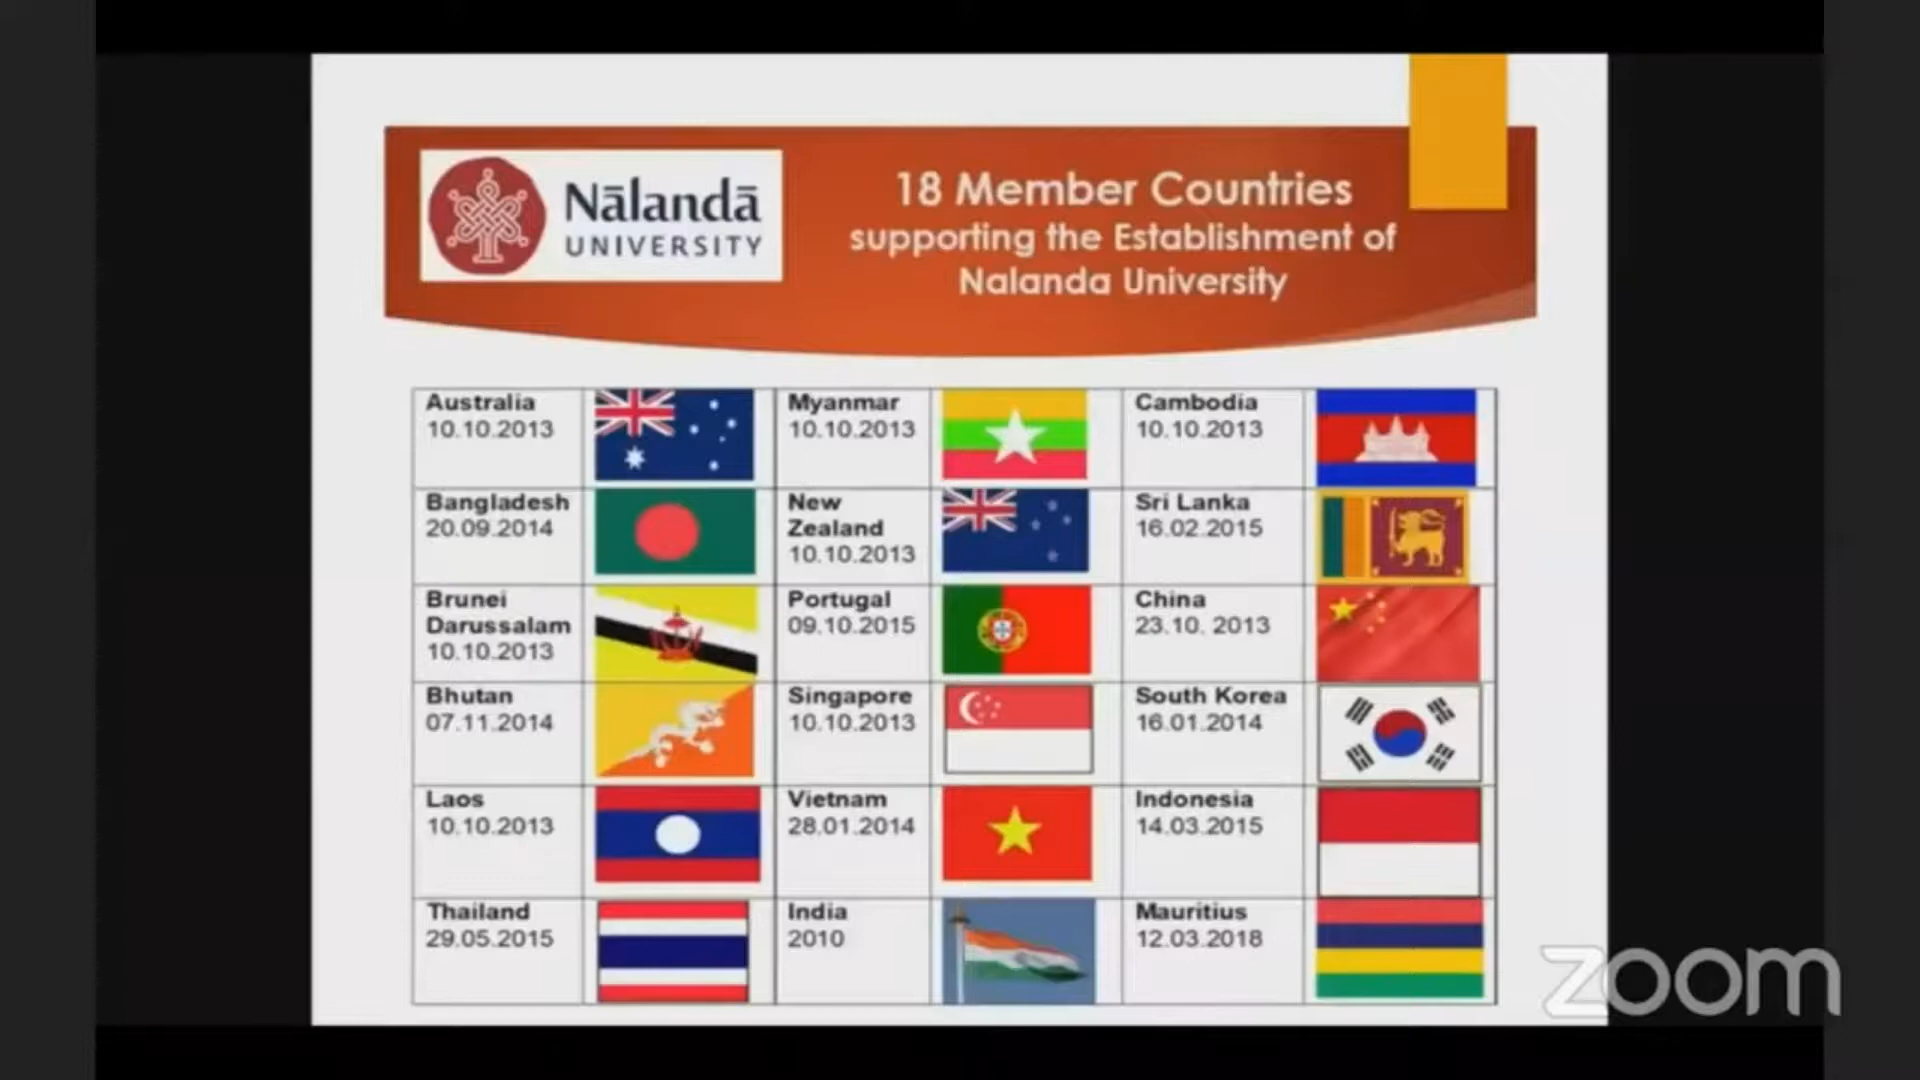 Nālandā
UNIVERSITY
18 Member Countries
supporting the Establishment of
Nalanda University
Australia
10.10.2013
Myanmar
10.10.2013
Cambodia
10.10.2013
Bangladesh
20.09.2014
New
Zealand
10.10.2013
Sri Lanka
16.02.2015
Brunei
Darussalam
10.10.2013
Portugal
09.10.2015
China
23.10. 2013
Bhutan
07.11.2014
Singapore
10.10.2013
South Korea
16.01.2014
Laos
10.10.2013
Vietnam
28.01.2014
Indonesia
14.03.2015
Thailand
29.05.2015
India
2010
Mauritius
12.03.2018
zoom